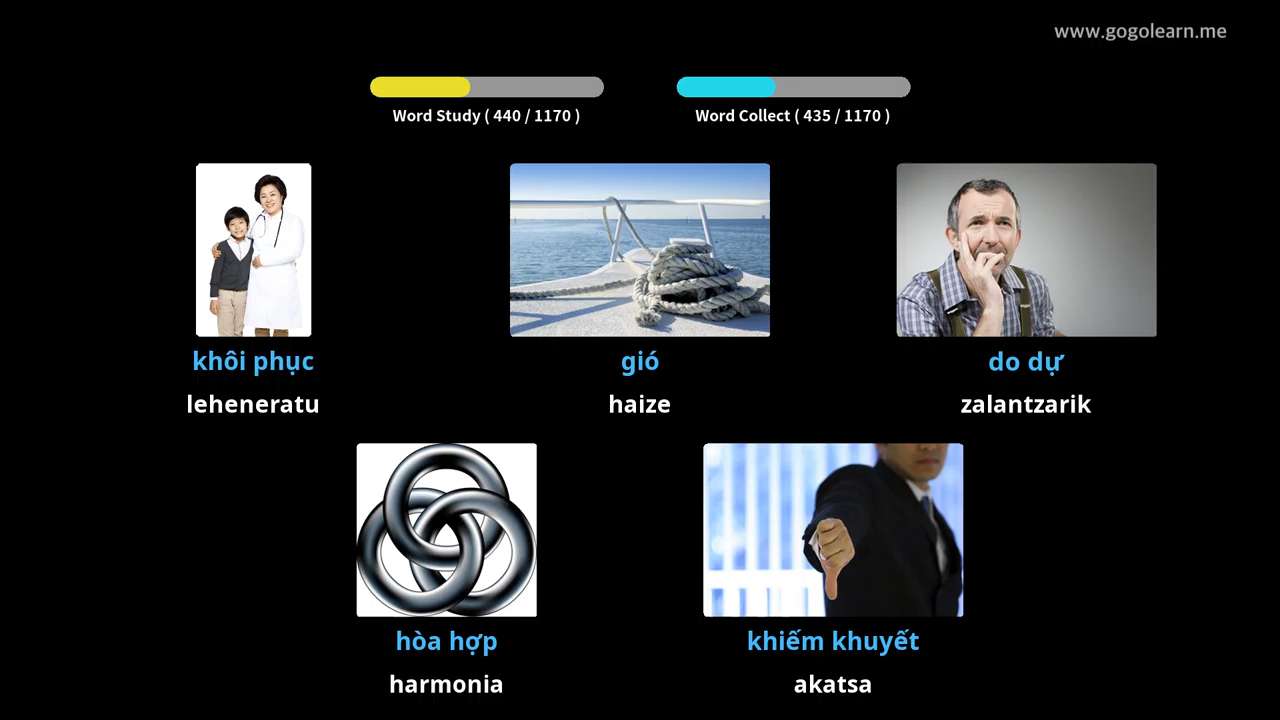 www.gogolearn.me
Word Study ( 440 / 1170 )
Word Collect ( 435 / 1170 )
khôi phục
gió
do dự
leheneratu
haize
zalantzarik
hòa hợp
khiếm khuyết
harmonia
akatsa